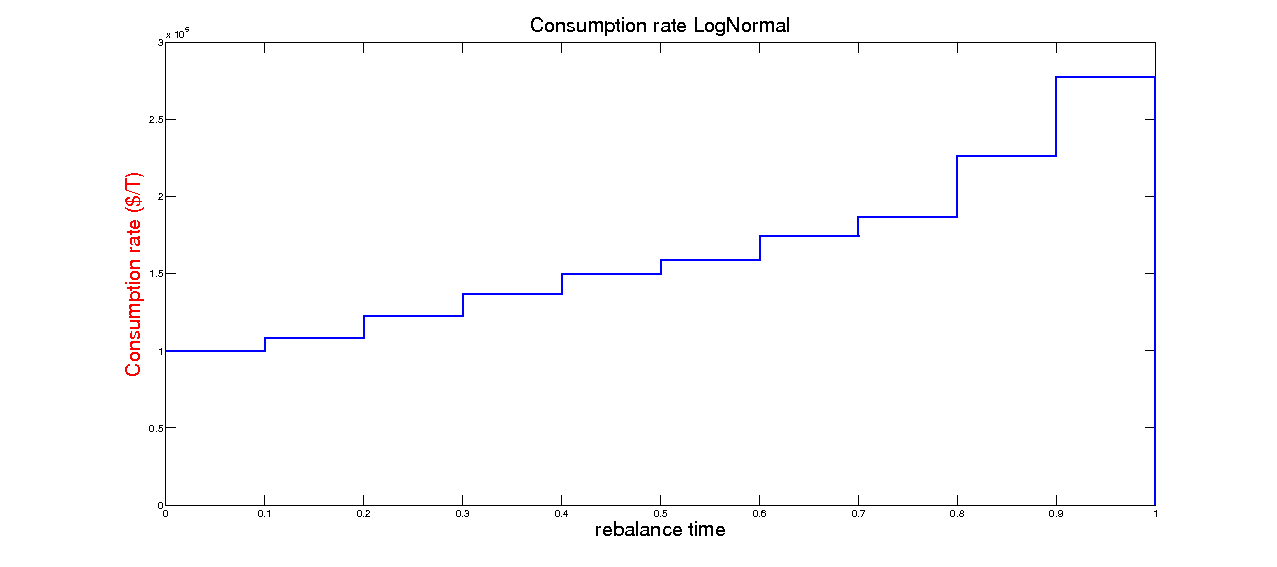 Consumption rate LogNormal
x 10^5
3
2.5
2
1.5
1
0.5
0
Consumption rate ($/T)
0 0.1 0.2 0.3 0.4 0.5 0.6 0.7 0.8 0.9 1
rebalance time